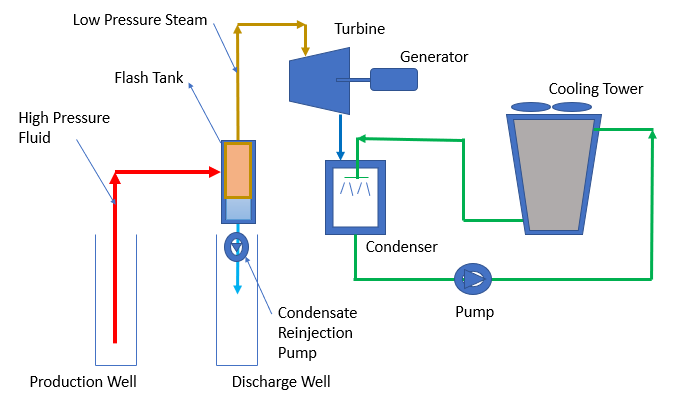 Low Pressure Steam
Turbine
Generator
Flash Tank
Cooling Tower
High Pressure
Fluid
Condenser
Condensate
Reinjection
Pump
Pump
Production Well
Discharge Well